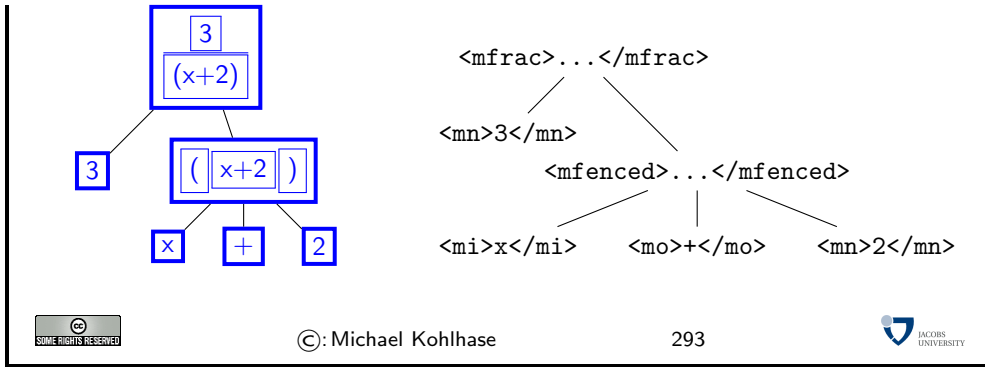 3
(x+2)
<mfrac>...</mfrac>
3
<mn>3</mn>
( x+2 )
<mfenced>...</mfenced>
x + 2
<mi>x</mi> <mo>+</mo> <mn>2</mn>
cc
SOME RIGHTS RESERVED
©: Michael Kohlhase
293
JACOBS
UNIVERSITY